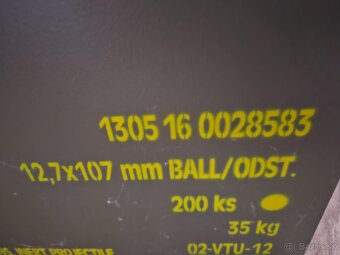 1305 16 0028583
12,7x107 mm BALL/ODST.
200 ks
35 kg
INERT PROJECTILE 02-VTU-12